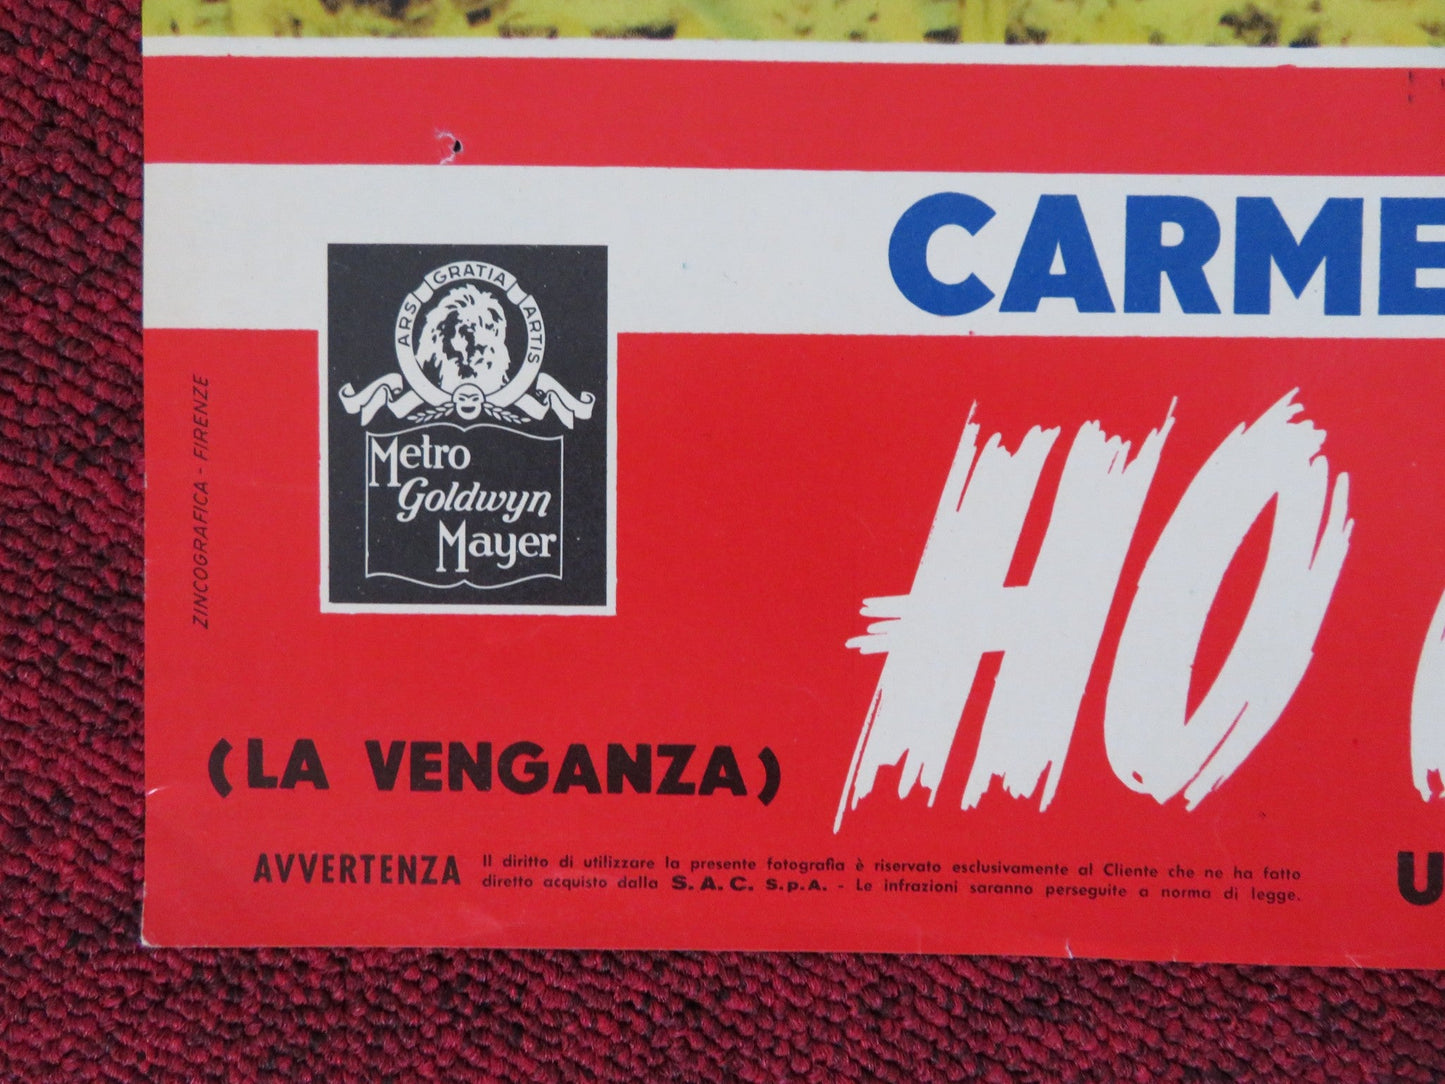 CARME
ARS GRATIA ARTIS
Metro
Goldwyn
Mayer
ZINCOGRAFICA - FIRENZE
HO
(LA VENGANZA)
AVVERTENZA Il diritto di utilizzare la presente fotografia è riservato esclusivamente al Cliente che ne ha fatto
diretto acquisto dalla S. A. C. S.p.A. - Le infrazioni saranno perseguite a norma di legge.
U